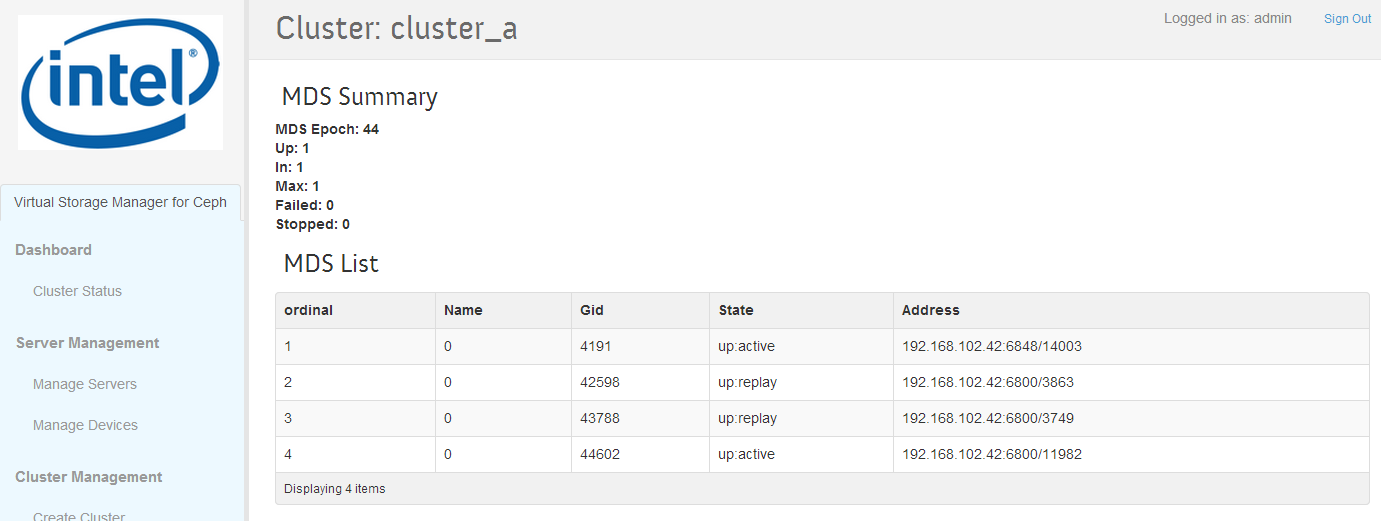 intel®
Cluster: cluster_a
Logged in as: admin Sign Out
Virtual Storage Manager for Ceph
Dashboard
Cluster Status
Server Management
Manage Servers
Manage Devices
Cluster Management
Create Cluster
MDS Summary
MDS Epoch: 44
Up: 1
In: 1
Max: 1
Failed: 0
Stopped: 0
MDS List
ordinal Name Gid State Address
1 0 4191 up:active 192.168.102.42:6848/14003
2 0 42598 up:replay 192.168.102.42:6800/3863
3 0 43788 up:replay 192.168.102.42:6800/3749
4 0 44602 up:active 192.168.102.42:6800/11982
Displaying 4 items